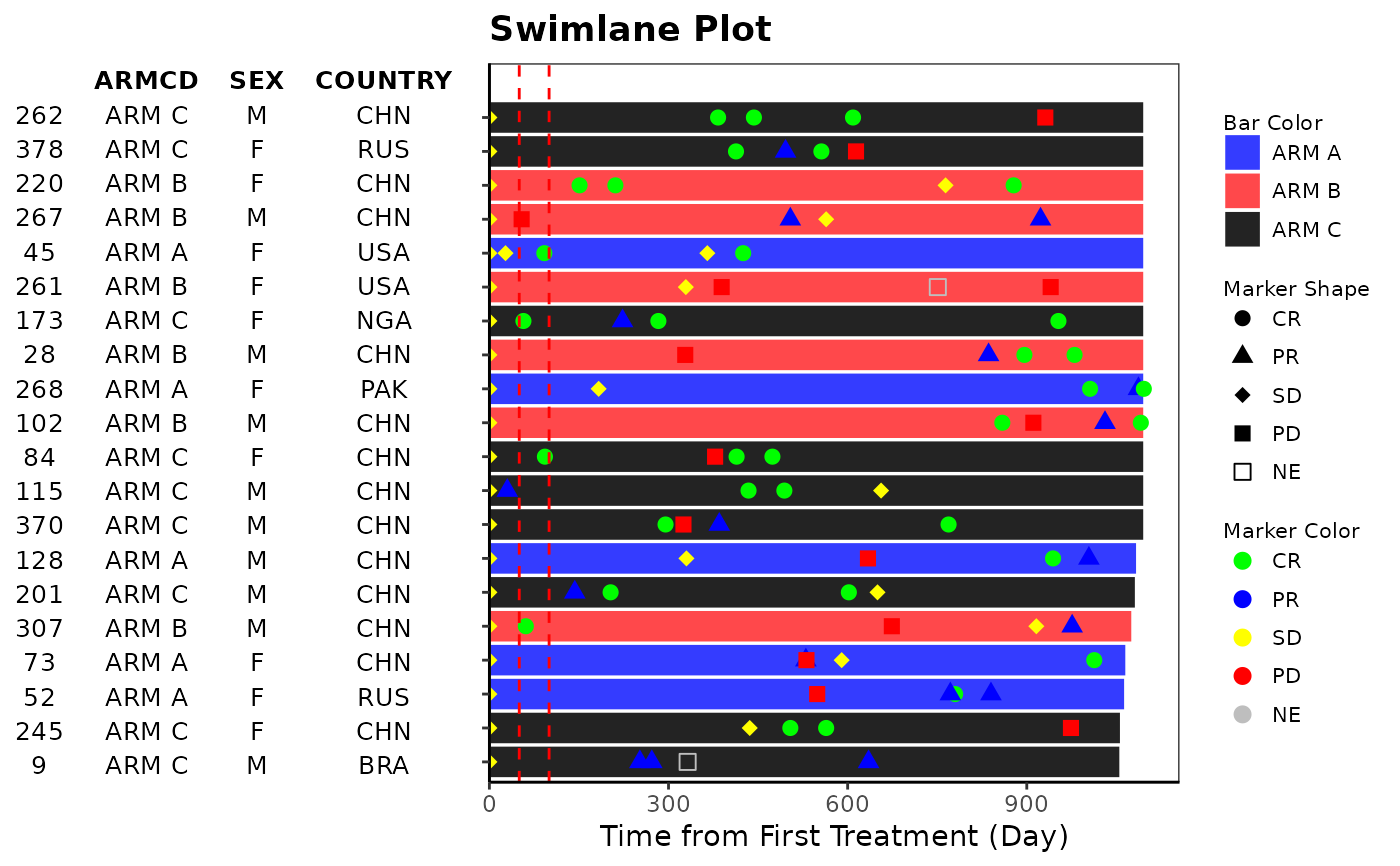 Swimlane Plot
ARMCD SEX COUNTRY
262 ARM C M CHN
378 ARM C F RUS
220 ARM B F CHN
267 ARM B M CHN
45 ARM A F USA
261 ARM B F USA
173 ARM C F NGA
28 ARM B M CHN
268 ARM A F PAK
102 ARM B M CHN
84 ARM C F CHN
115 ARM C M CHN
370 ARM C M CHN
128 ARM A M CHN
201 ARM C M CHN
307 ARM B M CHN
73 ARM A F CHN
52 ARM A F RUS
245 ARM C F CHN
9 ARM C M BRA
0 300 600 900
Time from First Treatment (Day)
Bar Color
ARM A
ARM B
ARM C
Marker Shape
CR
PR
SD
PD
NE
Marker Color
CR
PR
SD
PD
NE